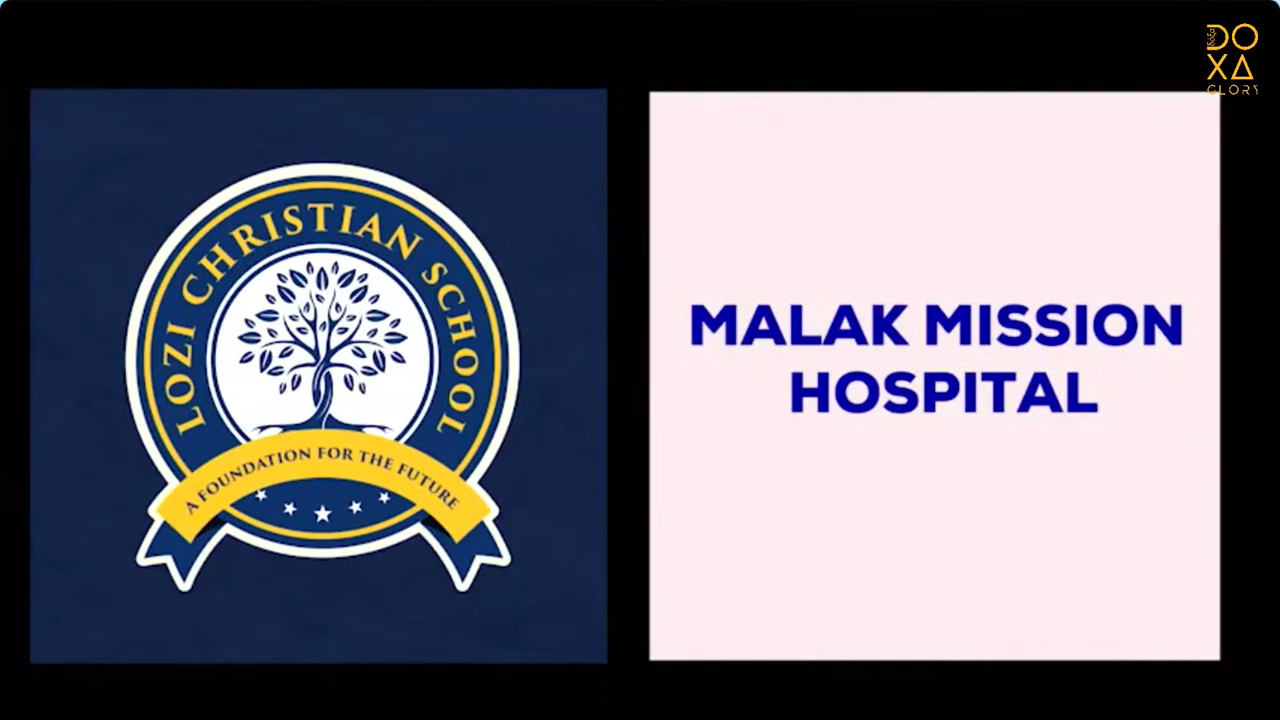 LOZI CHRISTIAN SCHOOL
A FOUNDATION FOR THE FUTURE
MALAK MISSION
HOSPITAL
DO
XA
GLORY